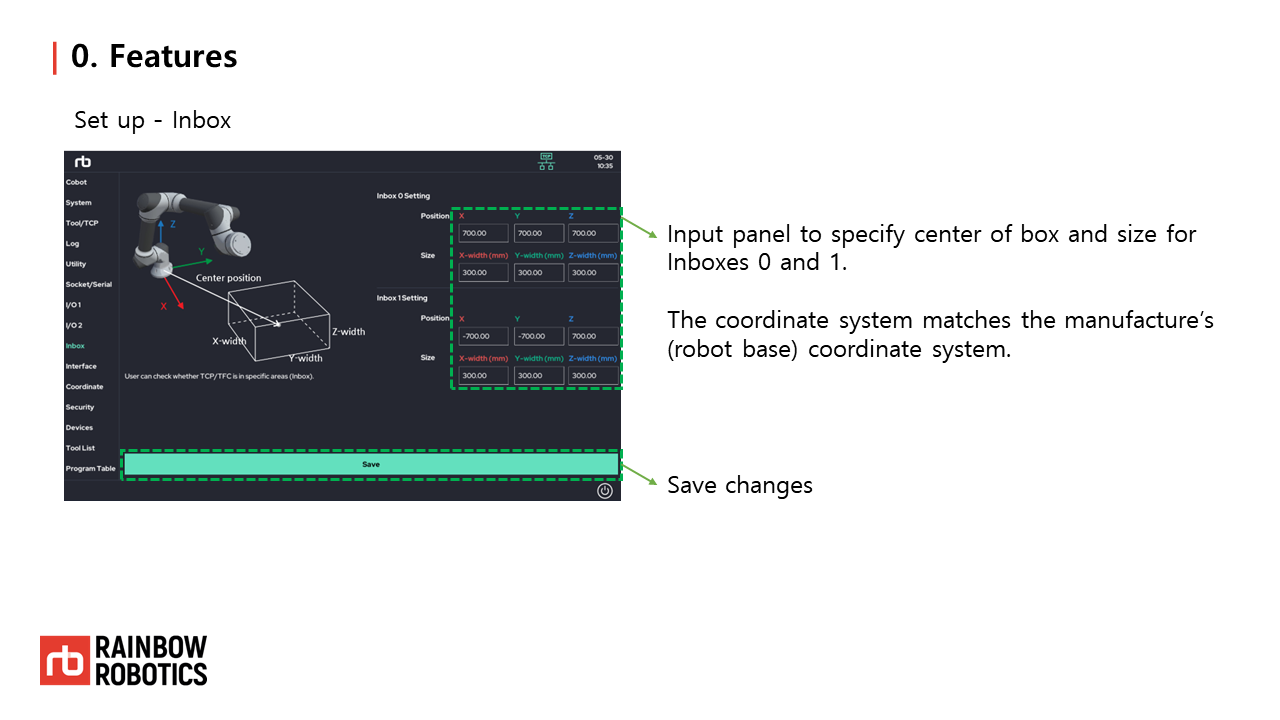 0. Features
Set up - Inbox
rb
TCP
05-30
10:35
Cobot
System
Tool/TCP
Log
Utility
Socket/Serial
I/O 1
I/O 2
Inbox
Interface
Coordinate
Security
Devices
Tool List
Program Table
Z
Y
X
Center position
X-width
Y-width
Z-width
User can check whether TCP/TFC is in specific areas (Inbox).
Inbox 0 Setting
Position X Y Z
700.00 700.00 700.00
Size X-width (mm) Y-width (mm) Z-width (mm)
300.00 300.00 300.00
Inbox 1 Setting
Position X Y Z
-700.00 -700.00 700.00
Size X-width (mm) Y-width (mm) Z-width (mm)
300.00 300.00 300.00
Save
Input panel to specify center of box and size for
Inboxes 0 and 1.
The coordinate system matches the manufacture’s
(robot base) coordinate system.
Save changes
rb RAINBOW
ROBOTICS